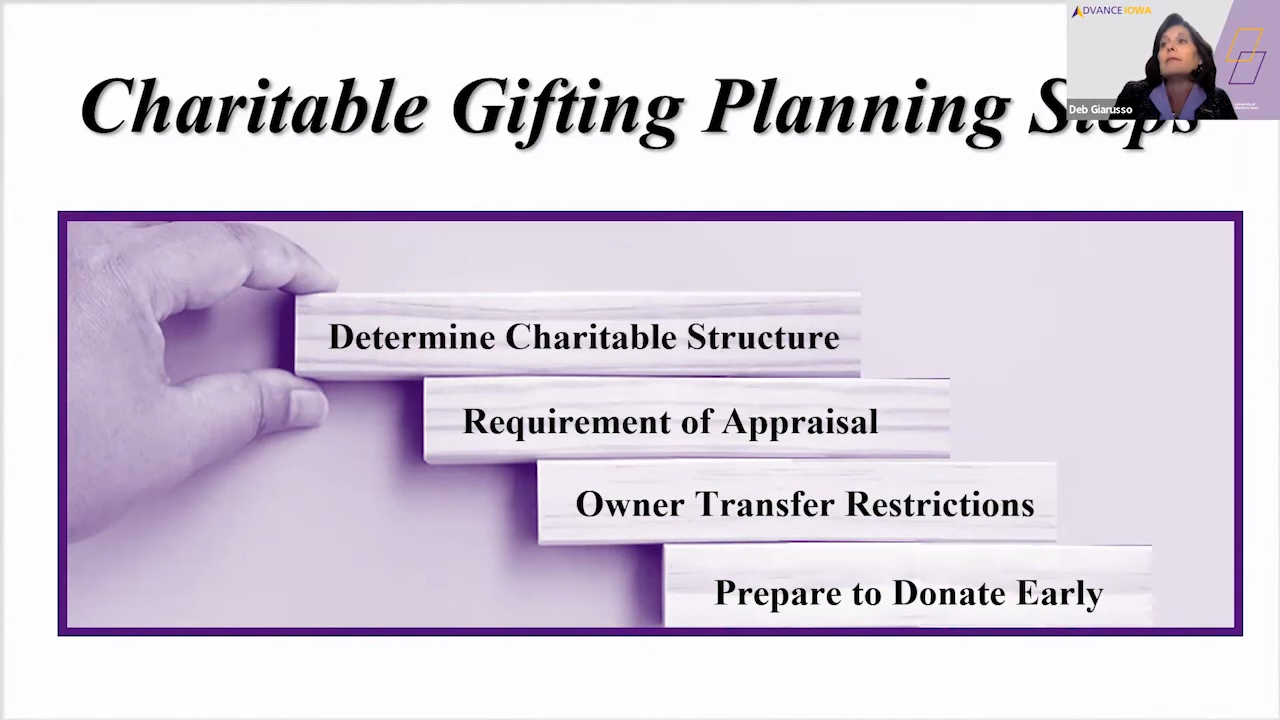 ADVANCE IOWA
Charitable Gifting Planning Steps
Deb Giarusso
Determine Charitable Structure
Requirement of Appraisal
Owner Transfer Restrictions
Prepare to Donate Early